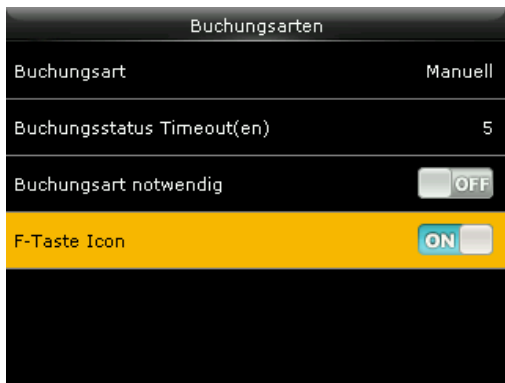 Buchungsarten
Buchungsart Manuell
Buchungsstatus Timeout(en) 5
Buchungsart notwendig OFF
F-Taste Icon ON